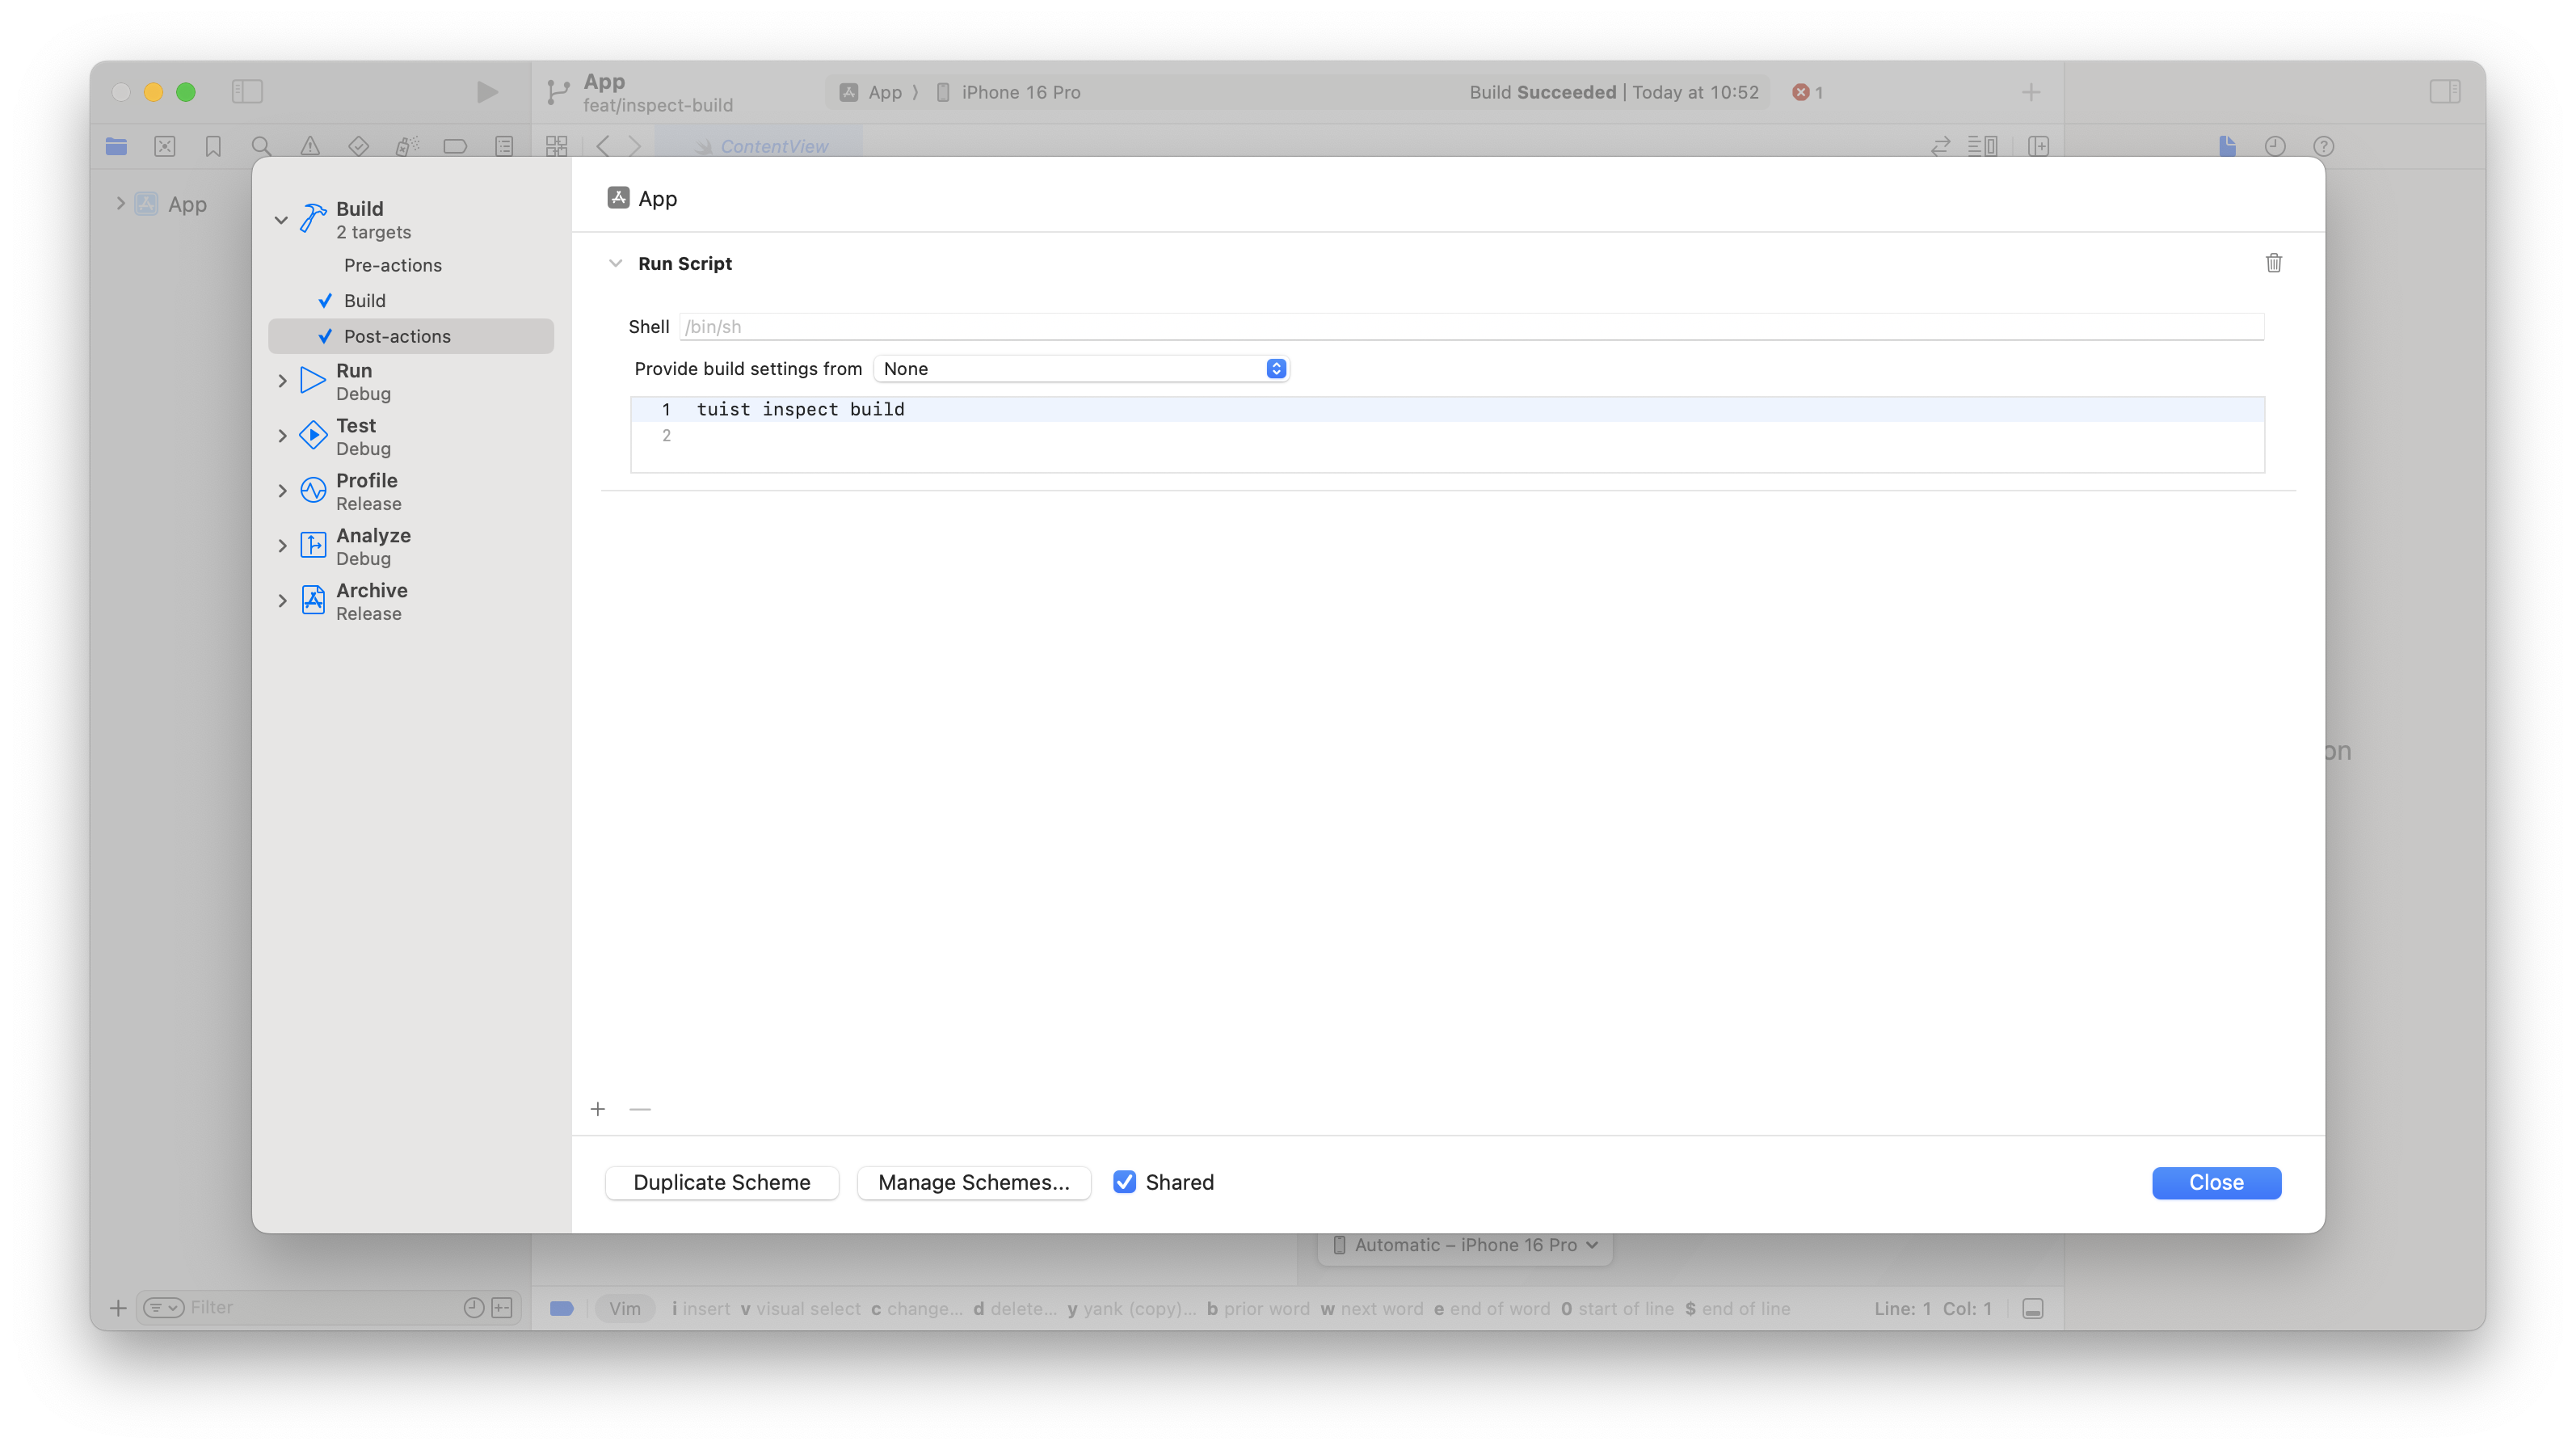 App
feat/inspect-build
App 〉 iPhone 16 Pro
Build Succeeded | Today at 10:52
1
ContentView
App
Build
2 targets
Pre-actions
Build
Post-actions
Run
Debug
Test
Debug
Profile
Release
Analyze
Debug
Archive
Release
App
Run Script
Shell /bin/sh
Provide build settings from None
1 tuist inspect build
2
on
Duplicate Scheme
Manage Schemes...
Shared
Close
Automatic – iPhone 16 Pro
Filter
Vim i insert v visual select c change... d delete... y yank (copy)... b prior word w next word e end of word 0 start of line $ end of line
Line: 1 Col: 1